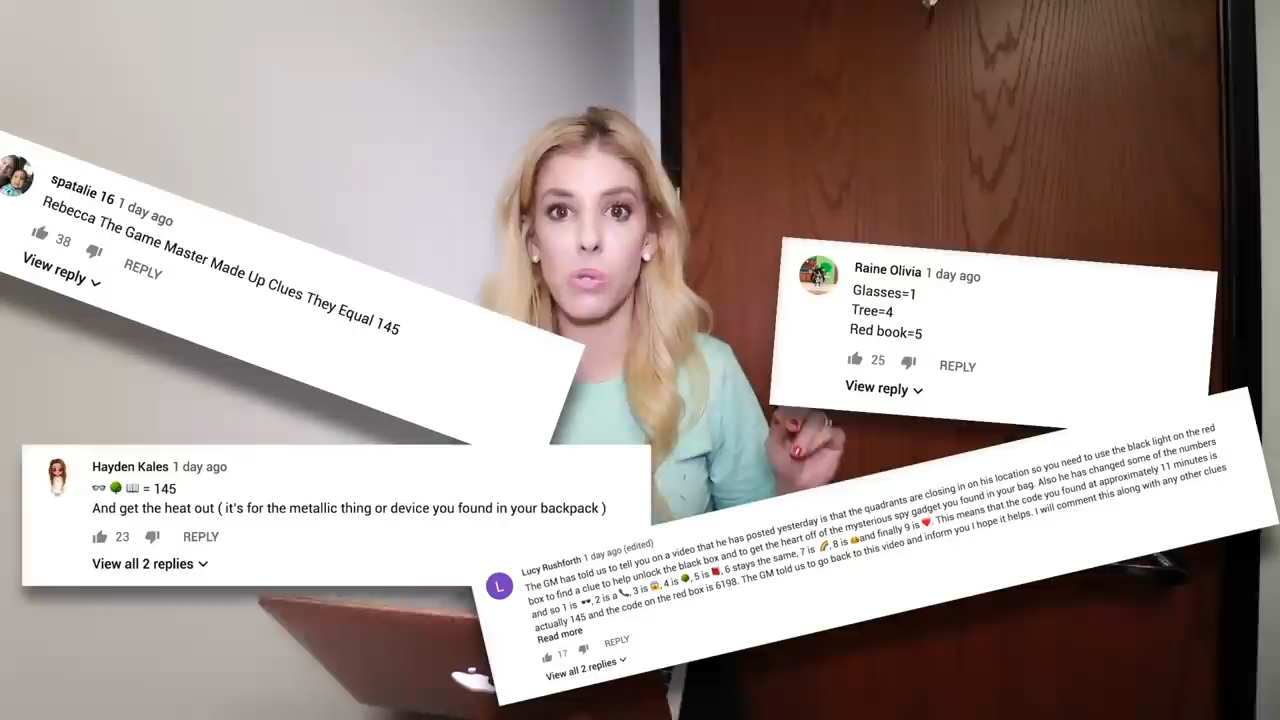 spatalie 16 1 day ago
Rebecca The Game Master Made Up Clues They Equal 145
38 REPLY
View reply
Raine Olivia 1 day ago
Glasses=1
Tree=4
Red book=5
25 REPLY
View reply
Hayden Kales 1 day ago
🕶️ 🌳 📖 = 145
And get the heat out ( it's for the metallic thing or device you found in your backpack )
23 REPLY
View all 2 replies
L
Lucy Rushforth 1 day ago (edited)
The GM has told us to tell you on a video that he has posted yesterday is that the quadrants are closing in on his location so you need to use the black light on the red
box to find a clue to help unlock the black box and to get the heart off of the mysterious spy gadget you found in your bag. Also he has changed some of the numbers
and so 1 is 🕶️, 2 is a 📞, 3 is 😱, 4 is 🌳, 5 is 📕, 6 stays the same, 7 is 🌈, 8 is 👑and finally 9 is ❤️. This means that the code you found at approximately 11 minutes is
actually 145 and the code on the red box is 6198. The GM told us to go back to this video and inform you I hope it helps. I will comment this along with any other clues
Read more
17 REPLY
View all 2 replies